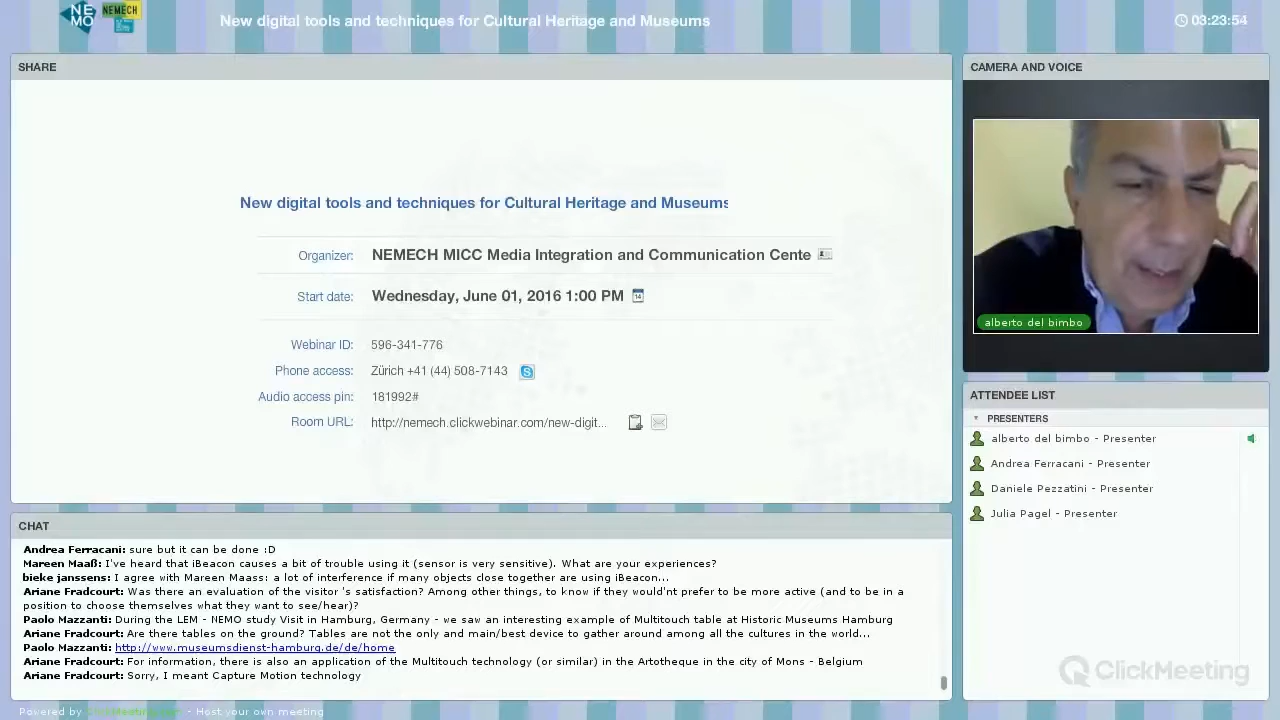 NE
MO
NEMECH
New digital tools and techniques for Cultural Heritage and Museums
03:23:54
SHARE
New digital tools and techniques for Cultural Heritage and Museums
Organizer: NEMECH MICC Media Integration and Communication Cente
Start date: Wednesday, June 01, 2016 1:00 PM
14
Webinar ID: 596-341-776
Phone access: Zürich +41 (44) 508-7143
Audio access pin: 181992#
Room URL: http://nemech.clickwebinar.com/new-digit...
CAMERA AND VOICE
alberto del bimbo
ATTENDEE LIST
PRESENTERS
alberto del bimbo - Presenter
Andrea Ferracani - Presenter
Daniele Pezzatini - Presenter
Julia Pagel - Presenter
CHAT
Andrea Ferracani: sure but it can be done :D
Mareen Maaß: I've heard that iBeacon causes a bit of trouble using it (sensor is very sensitive). What are your experiences?
bieke janssens: I agree with Mareen Maass: a lot of interference if many objects close together are using iBeacon...
Ariane Fradcourt: Was there an evaluation of the visitor 's satisfaction? Among other things, to know if they would'nt prefer to be more active (and to be in a
position to choose themselves what they want to see/hear)?
Paolo Mazzanti: During the LEM - NEMO study Visit in Hamburg, Germany - we saw an interesting example of Multitouch table at Historic Museums Hamburg
Ariane Fradcourt: Are there tables on the ground? Tables are not the only and main/best device to gather around among all the cultures in the world...
Paolo Mazzanti: http://www.museumsdienst-hamburg.de/de/home
Ariane Fradcourt: For information, there is also an application of the Multitouch technology (or similar) in the Artotheque in the city of Mons - Belgium
Ariane Fradcourt: Sorry, I meant Capture Motion technology
ClickMeeting
Powered by - Host your own meeting